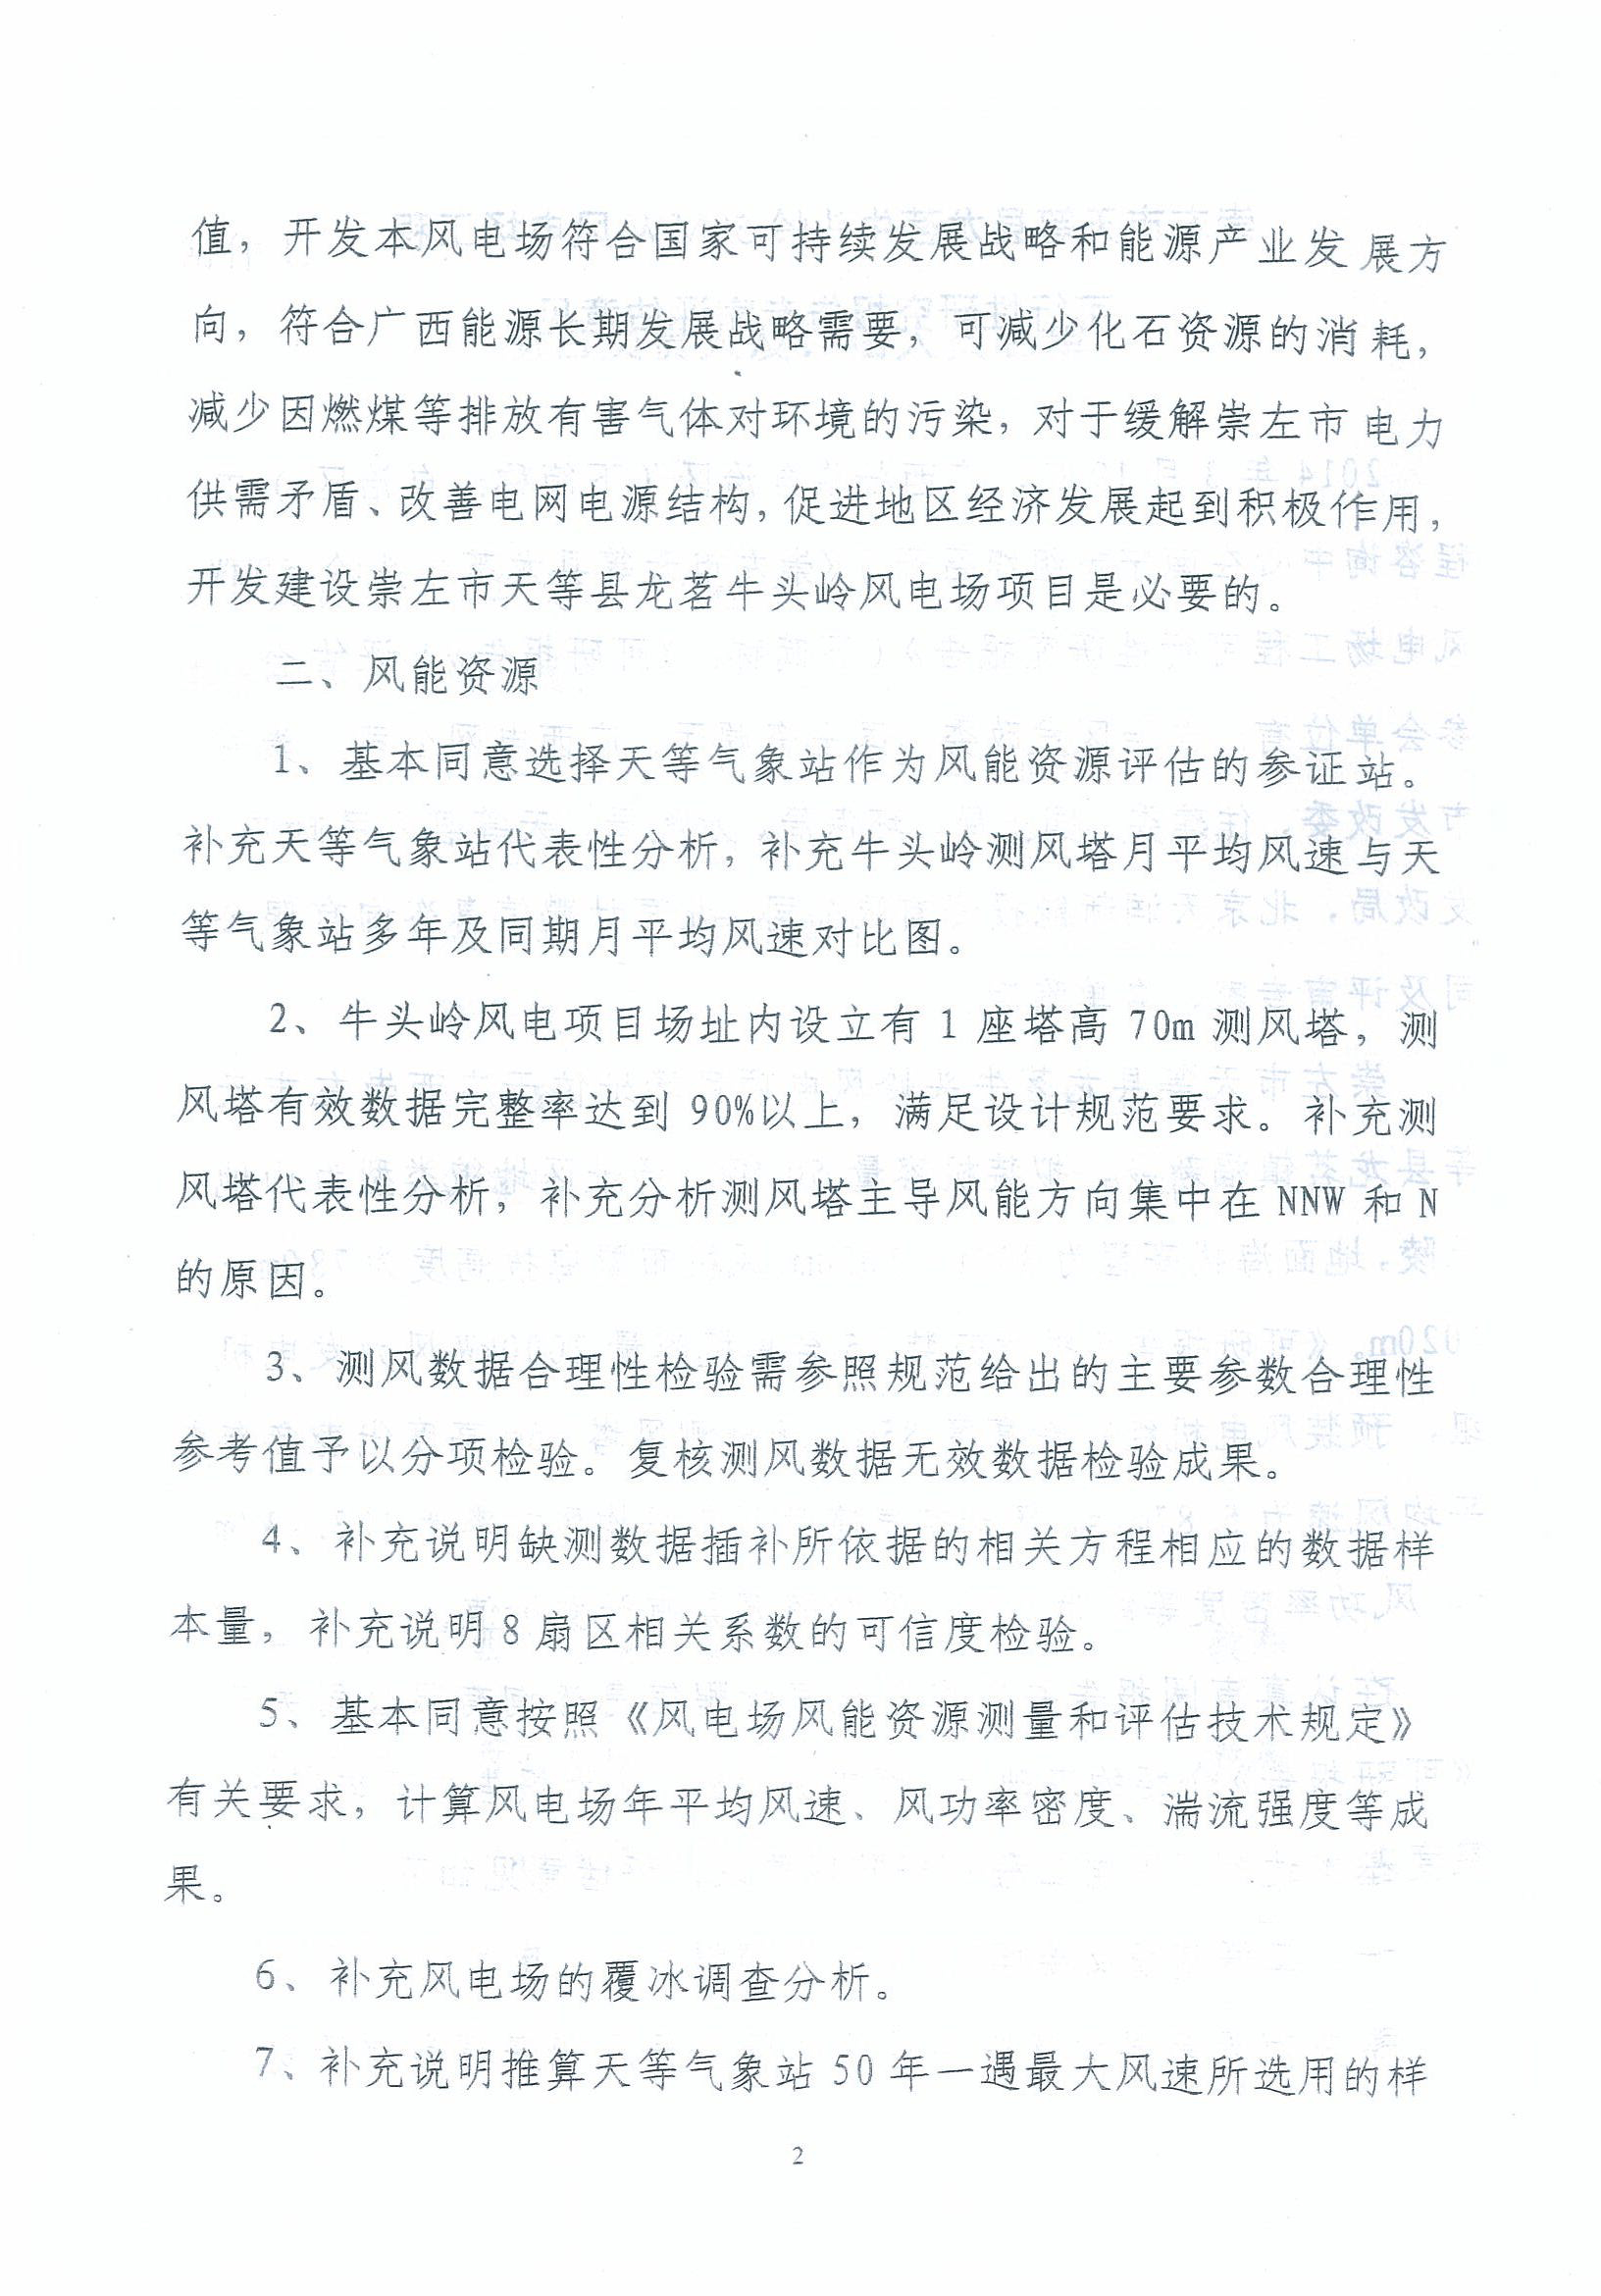 值，开发本风电场符合国家可持续发展战略和能源产业发展方
向，符合广西能源长期发展战略需要，可减少化石资源的消耗，
减少因燃煤等排放有害气体对环境的污染，对于缓解崇左市电力
供需矛盾、改善电网电源结构，促进地区经济发展起到积极作用，
开发建设崇左市天等县龙茗牛头岭风电场项目是必要的。
二、风能资源
1、基本同意选择天等气象站作为风能资源评估的参证站。
补充天等气象站代表性分析，补充牛头岭测风塔月平均风速与天
等气象站多年及同期月平均风速对比图。
2、牛头岭风电项目场址内设立有 1 座塔高 70m 测风塔，测
风塔有效数据完整率达到 90%以上，满足设计规范要求。补充测
风塔代表性分析，补充分析测风塔主导风能方向集中在 NNW 和 N
的原因。
3、测风数据合理性检验需参照规范给出的主要参数合理性
参考值予以分项检验。复核测风数据无效数据检验成果。
4、补充说明缺测数据插补所依据的相关方程相应的数据样
本量，补充说明 8 扇区相关系数的可信度检验。
5、基本同意按照《风电场风能资源测量和评估技术规定》
有关要求，计算风电场年平均风速、风功率密度、湍流强度等成
果。
6、补充风电场的覆冰调查分析。
7、补充说明推算天等气象站 50 年一遇最大风速所选用的样
2